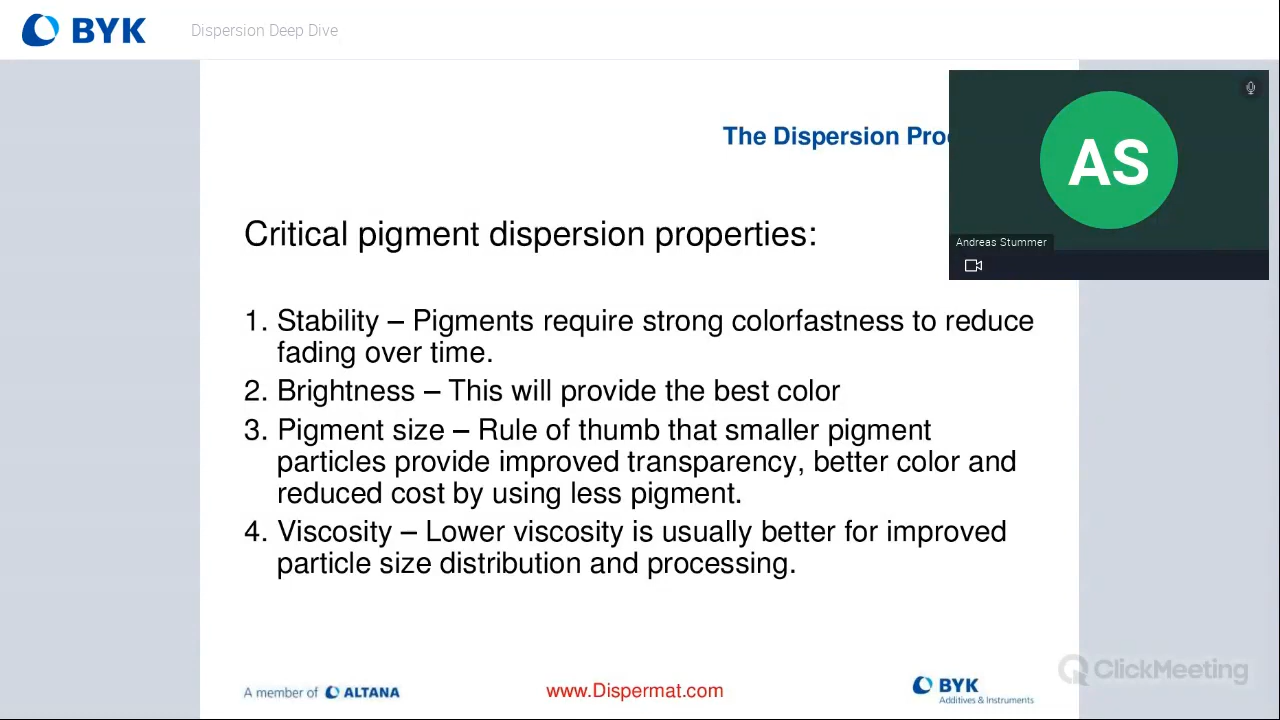 BYK
Dispersion Deep Dive
The Dispersion
AS
Andreas Stummer
Critical pigment dispersion properties:
1. Stability – Pigments require strong colorfastness to reduce
fading over time.
2. Brightness – This will provide the best color
3. Pigment size – Rule of thumb that smaller pigment
particles provide improved transparency, better color and
reduced cost by using less pigment.
4. Viscosity – Lower viscosity is usually better for improved
particle size distribution and processing.
ClickMeeting
A member of ALTANA
www.Dispermat.com
BYK
Additives & Instruments